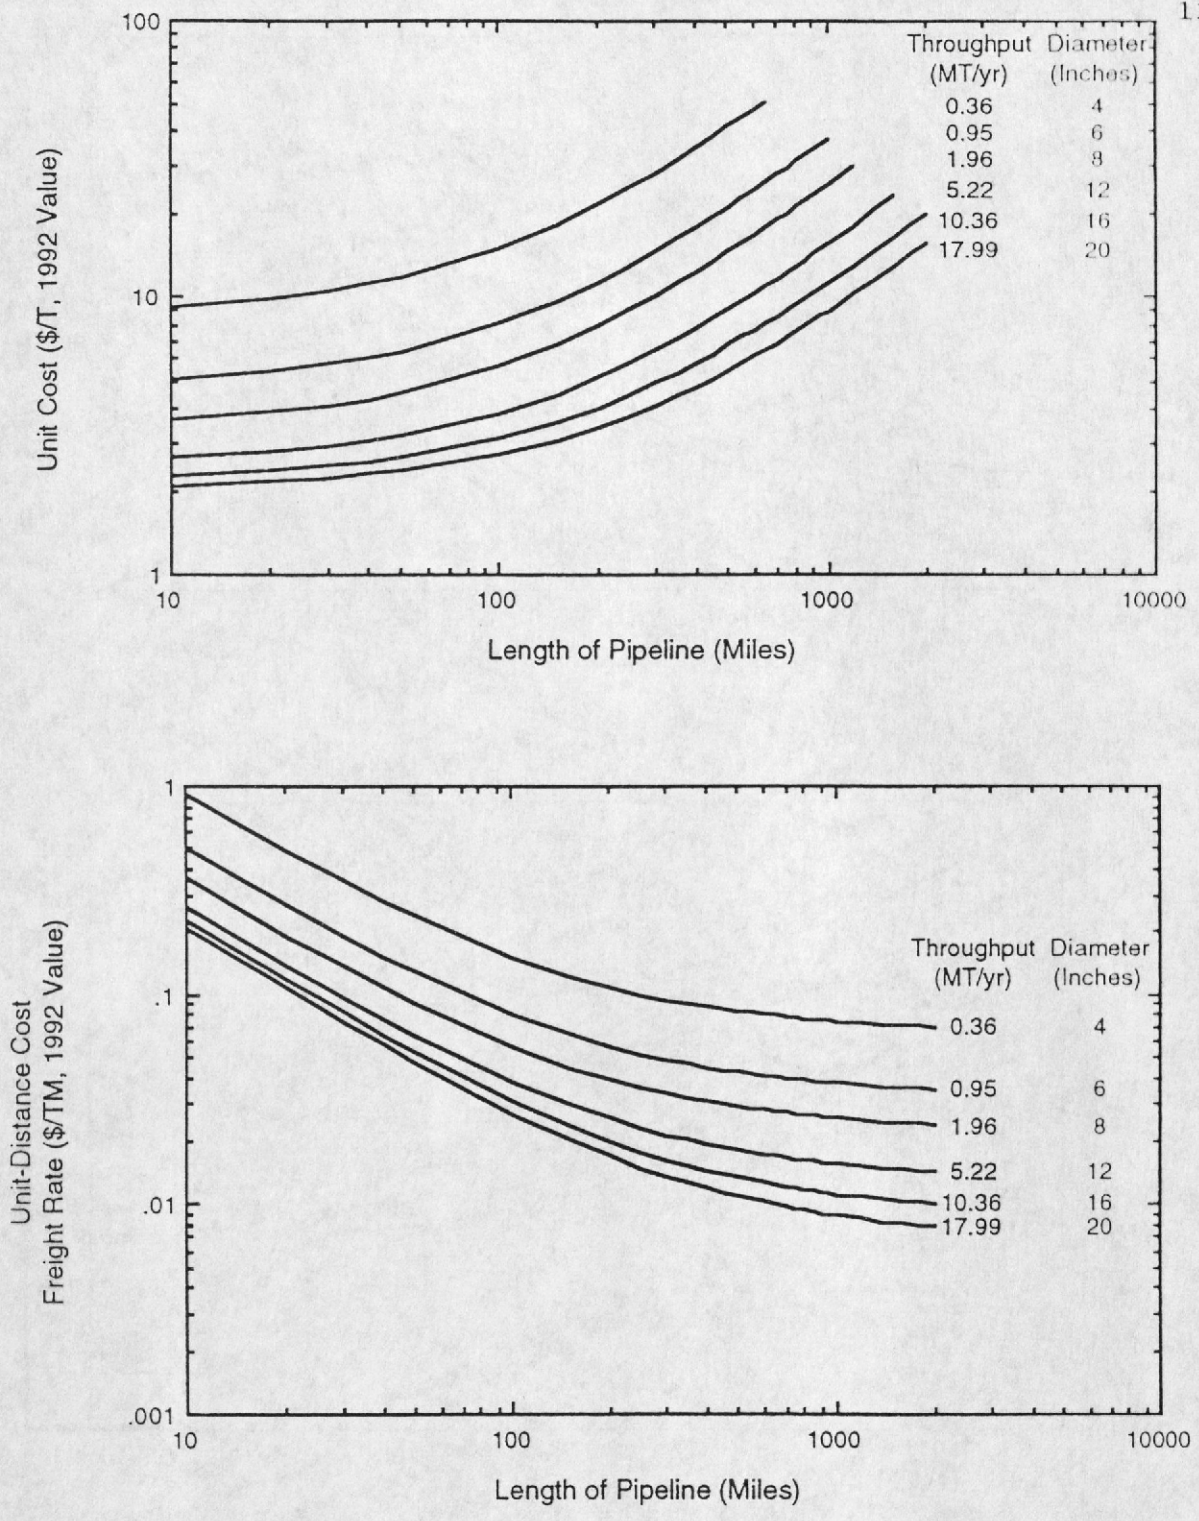 100
Throughput Diameter
(MT/yr) (Inches)
0.36 4
0.95 6
1.96 8
5.22 12
10.36 16
17.99 20
10
1
Unit Cost ($/T, 1992 Value)
10 100 1000 10000
Length of Pipeline (Miles)
1
Throughput Diameter
(MT/yr) (Inches)
.1
0.36 4
0.95 6
1.96 8
5.22 12
.01
10.36 16
17.99 20
.001
Unit-Distance Cost
Freight Rate ($/TM, 1992 Value)
10 100 1000 10000
Length of Pipeline (Miles)